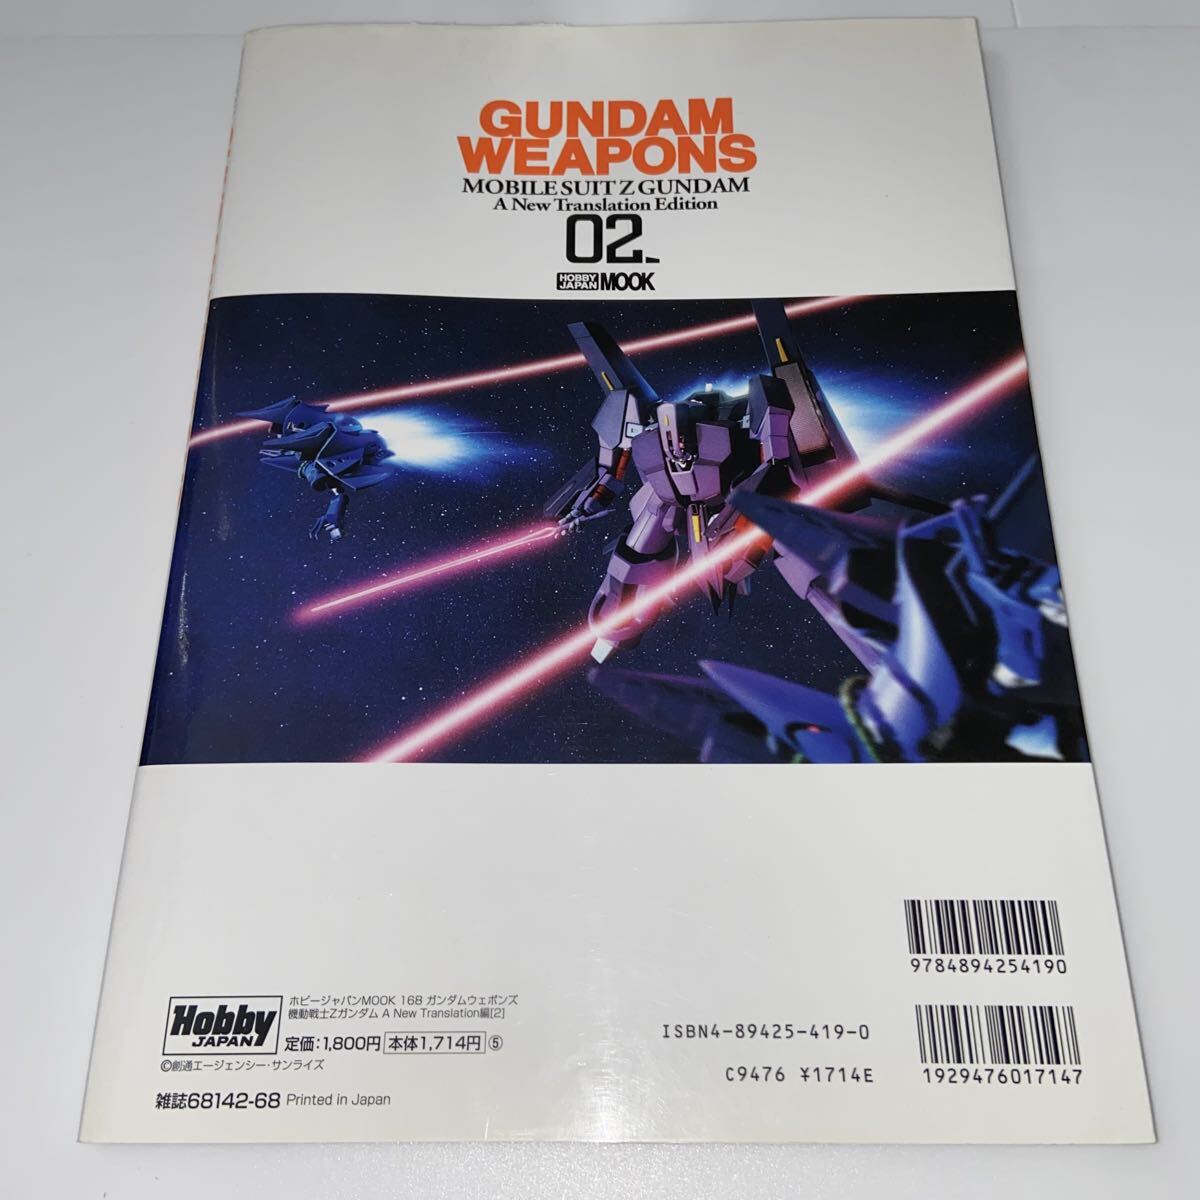 GUNDAM
WEAPONS
MOBILE SUIT Z GUNDAM
A New Translation Edition
02
HOBBY JAPAN MOOK
9784894254190
Hobby
JAPAN
ホビージャパンMOOK 168 ガンダムウェポンズ
機動戦士Zガンダム A New Translation編[2]
定価:1,800円 本体1,714円 ⑤
©創通エージェンシー・サンライズ
雑誌68142-68 Printed in Japan
ISBN4-89425-419-0
C9476 ¥1714E
1929476017147